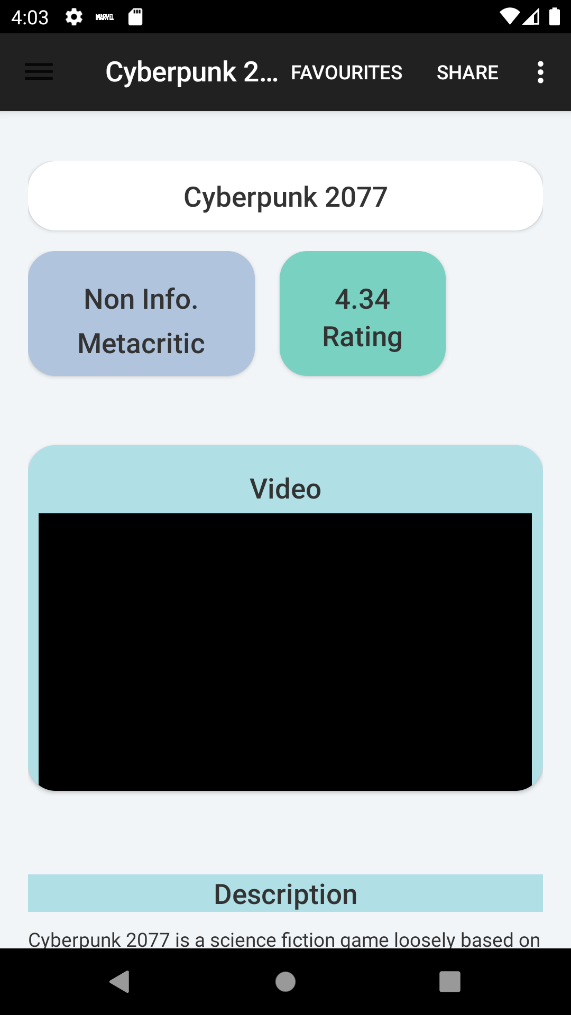 4:03 MARVEL
Cyberpunk 2... FAVOURITES SHARE
Cyberpunk 2077
Non Info.
Metacritic
4.34
Rating
Video
Description
Cyberpunk 2077 is a science fiction game loosely based on